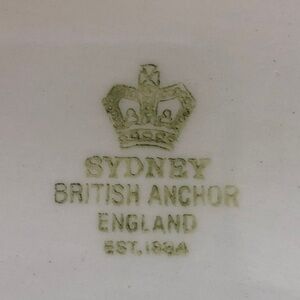 SYDNEY
BRITISH ANCHOR
ENGLAND
EST. 1884